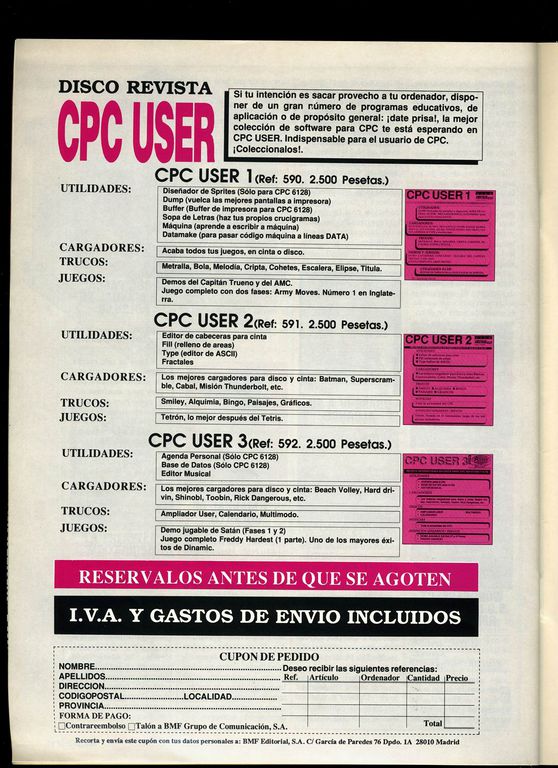 DISCO REVISTA
CPC USER
Si tu intención es sacar provecho a tu ordenador, dispo-
ner de un gran número de programas educativos, de
aplicación o de propósito general: ¡date prisa!, la mejor
colección de software para CPC te está esperando en
CPC USER. Indispensable para el usuario de CPC.
¡Coleccionalos!.
CPC USER 1 (Ref: 590. 2.500 Pesetas.)
UTILIDADES:
Diseñador de Sprites (Sólo para CPC 6128)
Dump (vuelca las mejores pantallas a impresora)
Buffer (Buffer de impresora para CPC 6128)
Sopa de Letras (haz tus propios crucigramas)
Máquina (aprende a escribir a máquina)
Datamake (para pasar código máquina a líneas DATA)
CARGADORES:
Acaba todos tus juegos, en cinta o disco.
TRUCOS:
Metralla, Bola, Melodía, Cripta, Cohetes, Escalera, Elipse, Titula.
JUEGOS:
Demos del Capitán Trueno y del AMC.
Juego completo con dos fases: Army Moves. Número 1 en Inglate-
rra.
CPC USER 1
CPC USER 2 (Ref: 591. 2.500 Pesetas.)
UTILIDADES:
Editor de cabeceras para cinta
Fill (relleno de areas)
Type (editor de ASCII)
Fractales
CARGADORES:
Los mejores cargadores para disco y cinta: Batman, Superscram-
ble, Cabal, Misión Thunderbolt, etc.
TRUCOS:
Smiley, Alquimia, Bingo, Paisajes, Gráficos.
JUEGOS:
Tetrón, lo mejor después del Tetris.
CPC USER 2
CPC USER 3 (Ref: 592. 2.500 Pesetas.)
UTILIDADES:
Agenda Personal (Sólo CPC 6128)
Base de Datos (Sólo CPC 6128)
Editor Musical
CARGADORES:
Los mejores cargadores para disco y cinta: Beach Volley, Hard dri-
vin, Shinobi, Toobin, Rick Dangerous, etc.
TRUCOS:
Ampliador User, Calendario, Multimodo.
JUEGOS:
Demo jugable de Satán (Fases 1 y 2)
Juego completo Freddy Hardest (1 parte). Uno de los mayores éxi-
tos de Dinamic.
CPC USER 3
RESERVALOS ANTES DE QUE SE AGOTEN
I.V.A. Y GASTOS DE ENVIO INCLUIDOS
CUPON DE PEDIDO
NOMBRE
APELLIDOS
DIRECCION
CODIGOPOSTAL LOCALIDAD
PROVINCIA
FORMA DE PAGO:
Contrareembolso Talón a BMF Grupo de Comunicación, S.A.
Deseo recibir las siguientes referencias:
Ref. Artículo Ordenador Cantidad Precio
Total
Recorta y envía este cupón con tus datos personales a: BMF Editorial, S.A. C/ García de Paredes 76 Dpdo. 1A 28010 Madrid